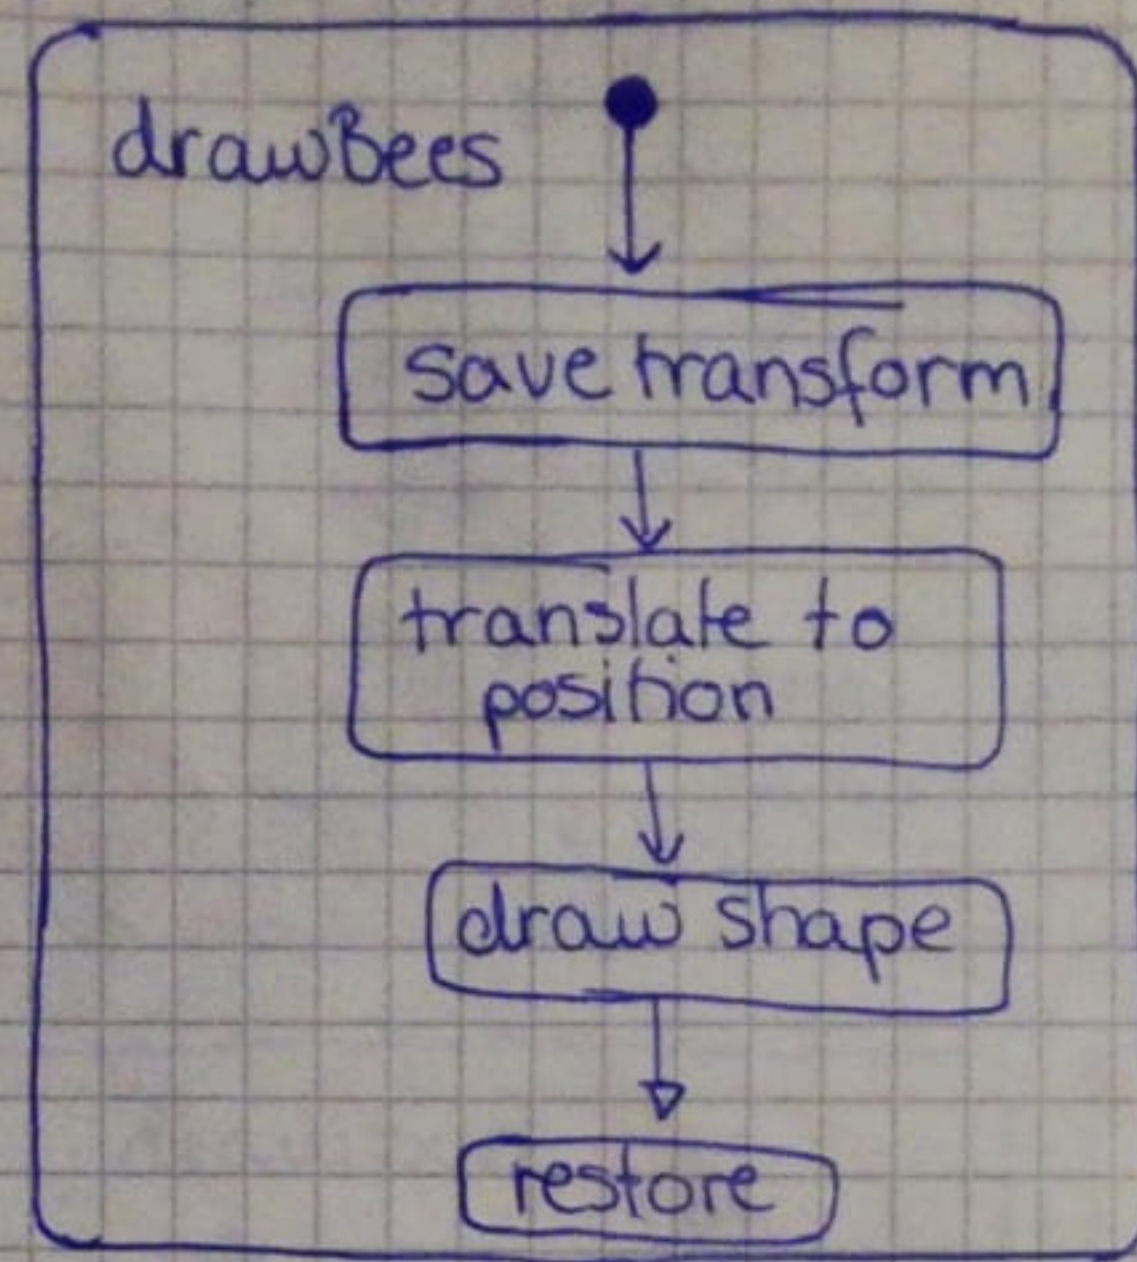 drawBees
save transform
translate to
position
draw shape
restore